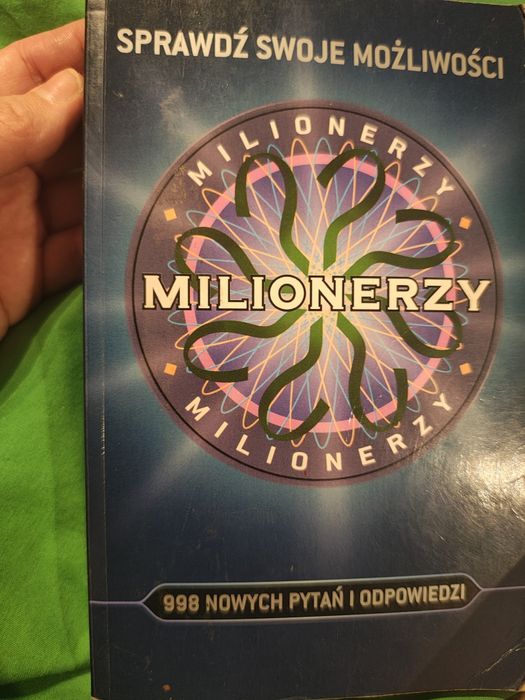 SPRAWDŹ SWOJE MOŻLIWOŚCI
MILIONERZY
MILIONERZY
MILIONERZY
998 NOWYCH PYTAŃ I ODPOWIEDZI